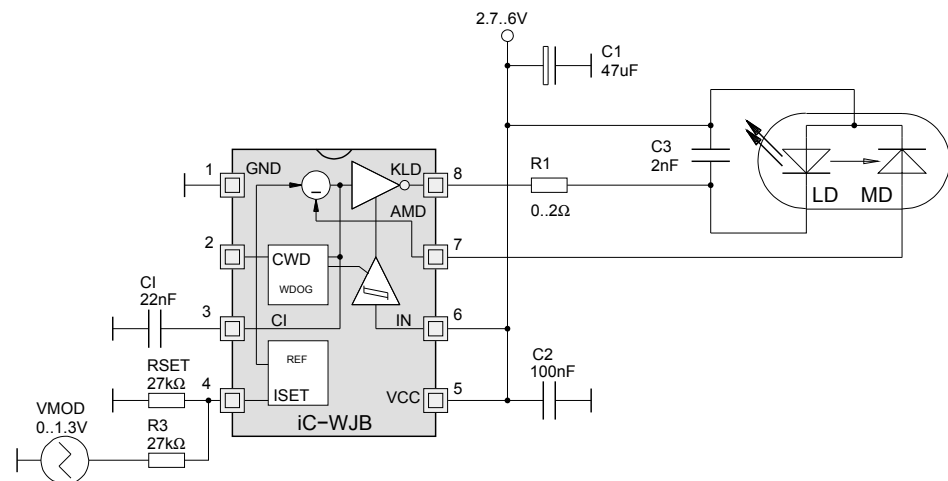 2.7..6V
C1
47uF
C3
2nF
LD
MD
1
GND
KLD
8
R1
0..2Ω
AMD
2
7
CWD
WDOG
CI
22nF
3
CI
IN
6
RSET
27kΩ
4
REF
ISET
VCC
5
C2
100nF
VMOD
0..1.3V
R3
27kΩ
iC−WJB
−